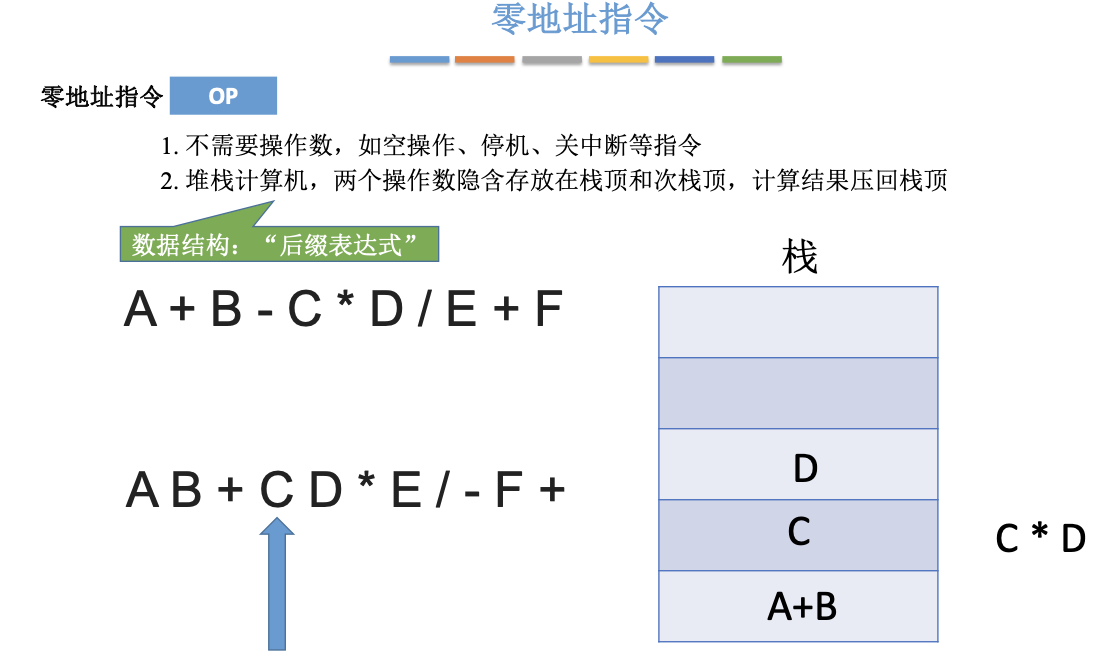 零地址指令
零地址指令 OP
1. 不需要操作数，如空操作、停机、关中断等指令
2. 堆栈计算机，两个操作数隐含存放在栈顶和次栈顶，计算结果压回栈顶
数据结构：“后缀表达式”
栈
A + B - C * D / E + F
A B + C D * E / - F +
D
C
C * D
A+B